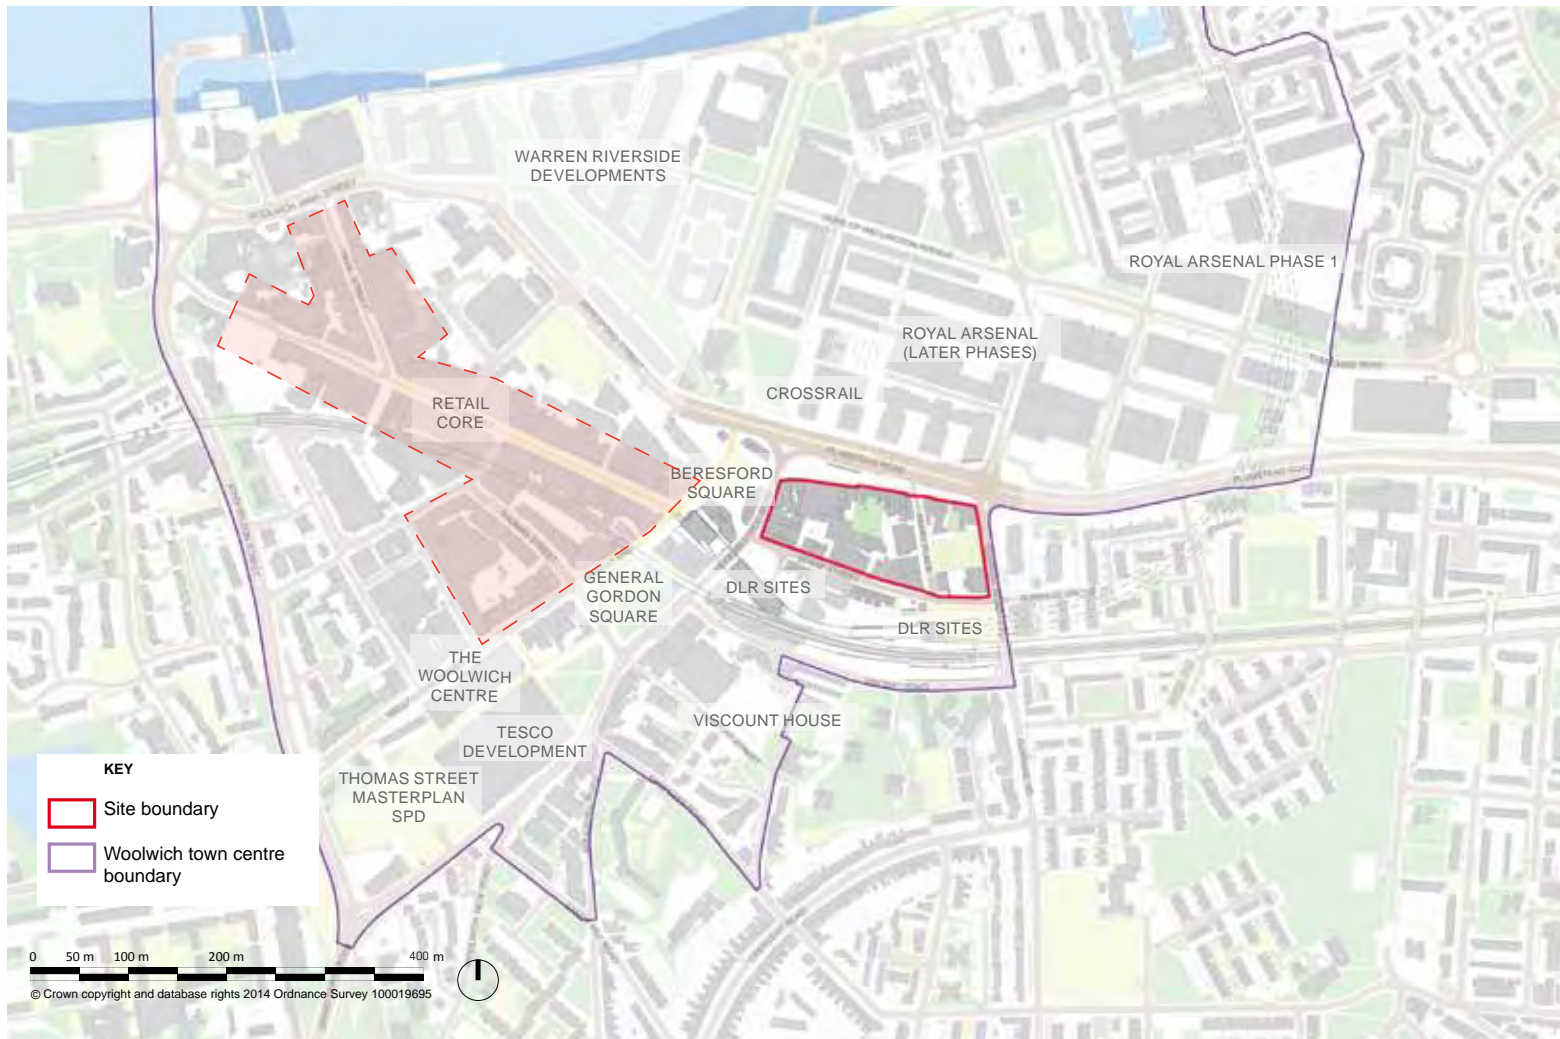 WARREN RIVERSIDE
DEVELOPMENTS
ROYAL ARSENAL PHASE 1
ROYAL ARSENAL
(LATER PHASES)
CROSSRAIL
RETAIL
CORE
BERESFORD
SQUARE
GENERAL
GORDON
SQUARE
DLR SITES
DLR SITES
THE
WOOLWICH
CENTRE
VISCOUNT HOUSE
TESCO
DEVELOPMENT
THOMAS STREET
MASTERPLAN
SPD
KEY
Site boundary
Woolwich town centre
boundary
0 50 m 100 m 200 m 400 m
© Crown copyright and database rights 2014 Ordnance Survey 100019695